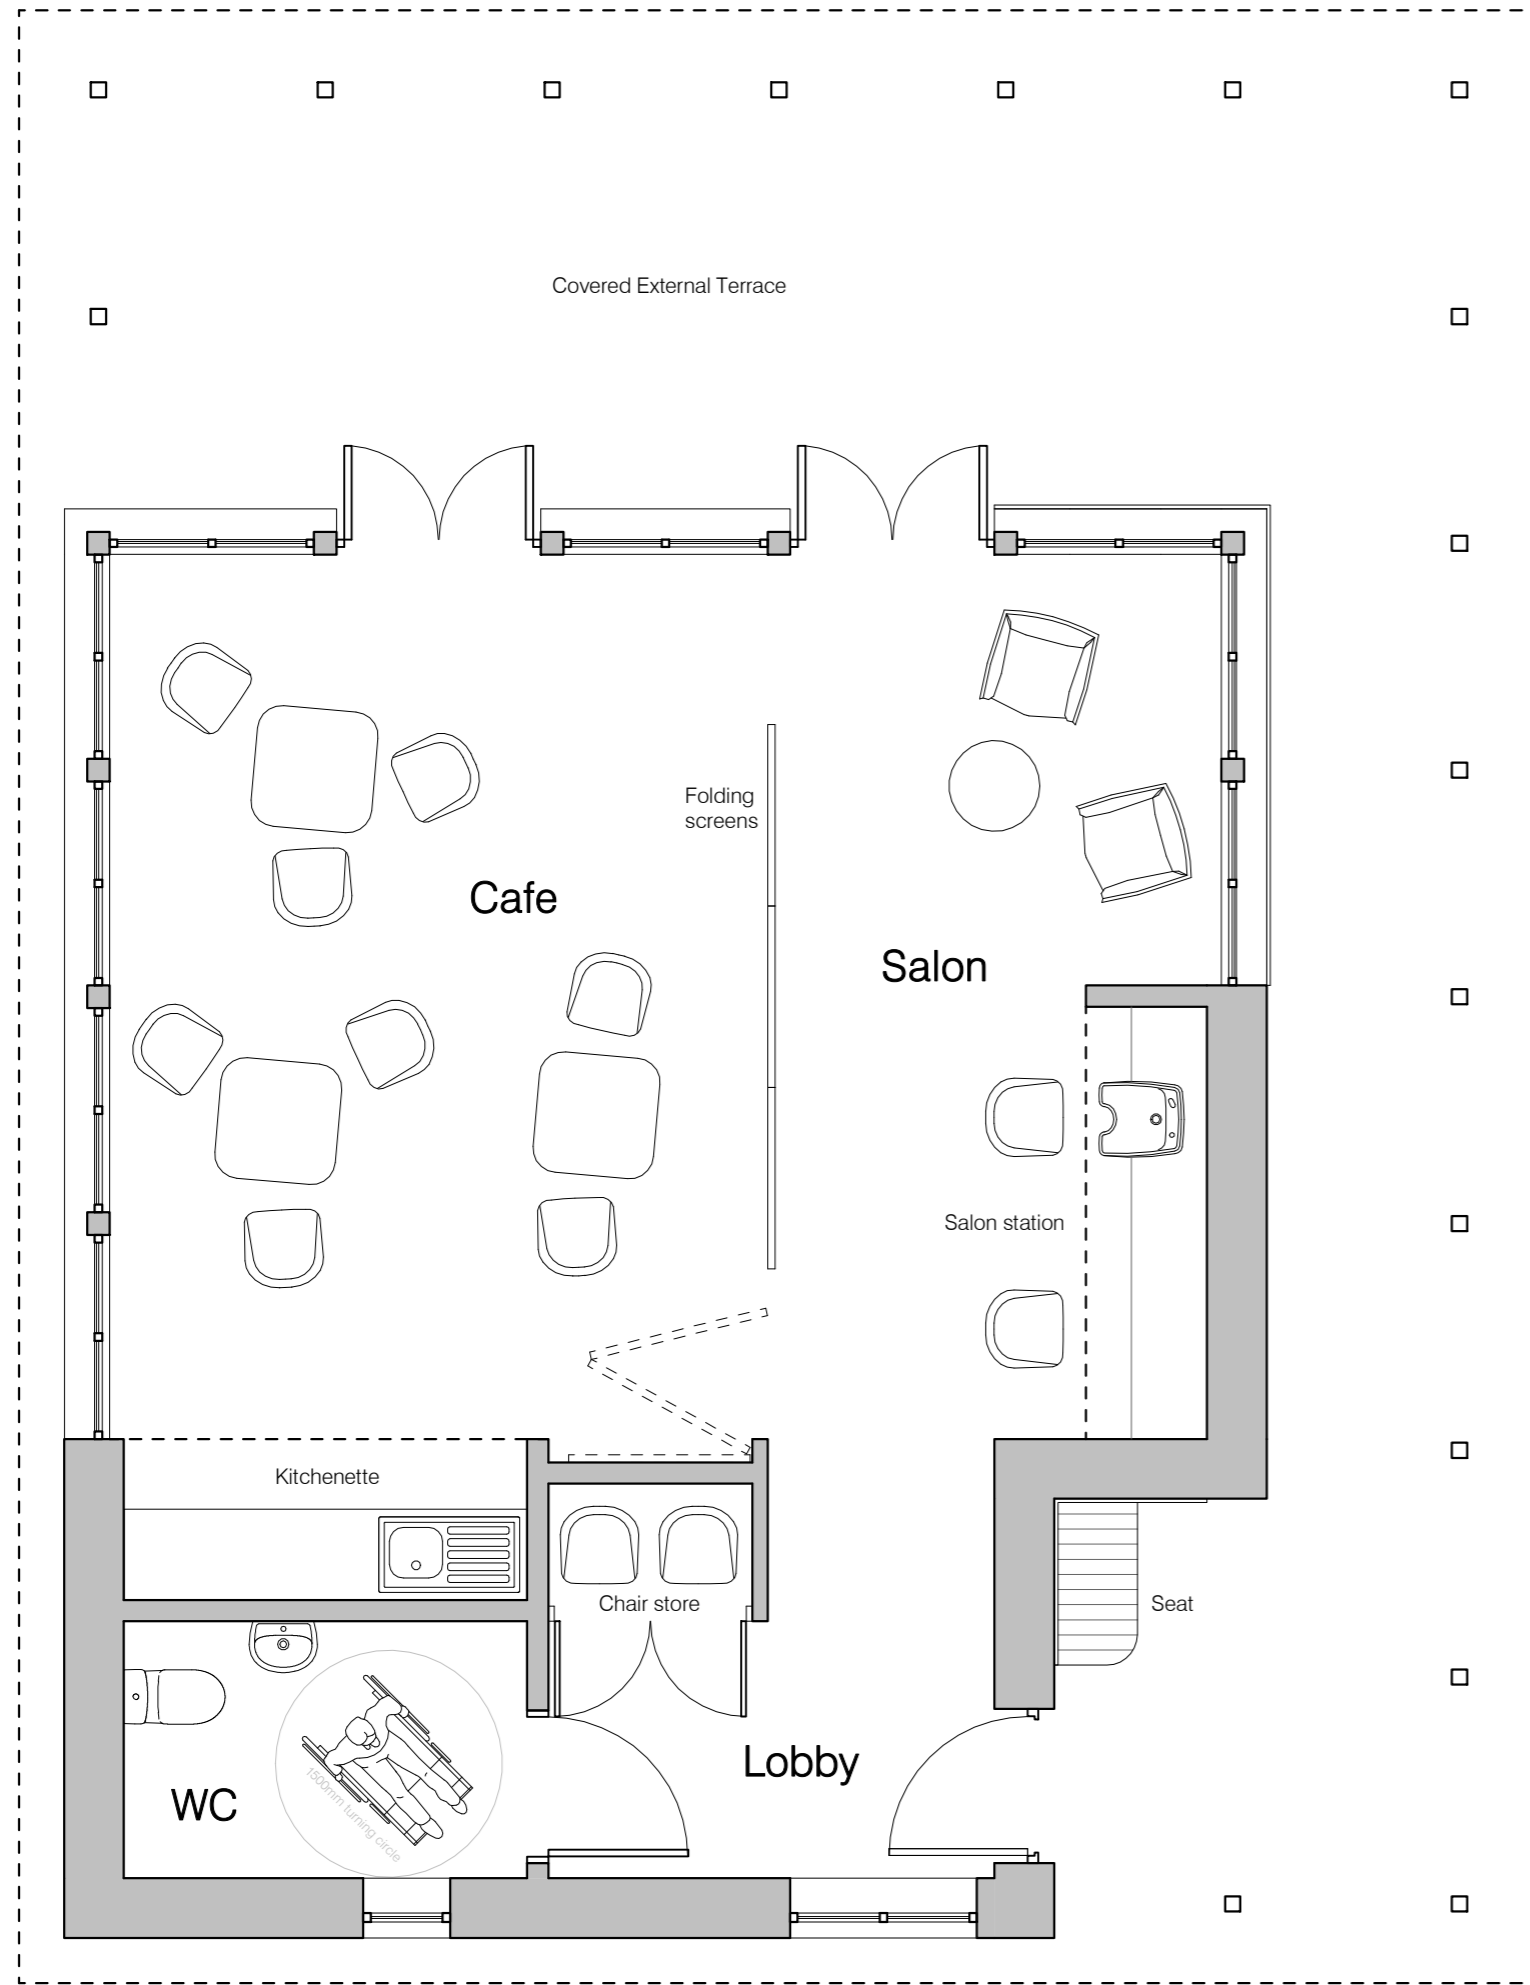 Covered External Terrace
Folding
screens
Cafe
Salon
Salon station
Kitchenette
Chair store
Seat
Lobby
WC
1500mm turning circle